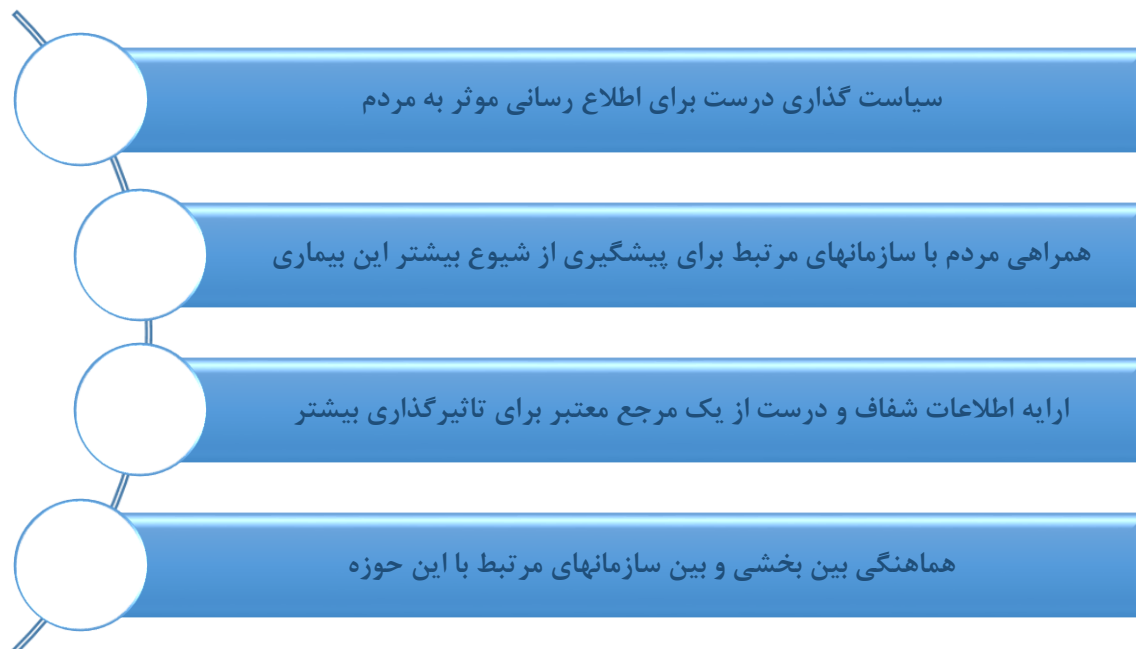 سیاست گذاری درست برای اطلاع رسانی موثر به مردم
همراهی مردم با سازمانهای مرتبط برای پیشگیری از شیوع بیشتر این بیماری
ارایه اطلاعات شفاف و درست از یک مرجع معتبر برای تاثیرگذاری بیشتر
هماهنگی بین بخشی و بین سازمانهای مرتبط با این حوزه